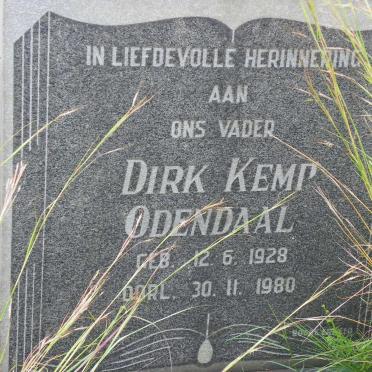 IN LIEFDEVOLLE HERINNERING
AAN
ONS VADER
DIRK KEMP
ODENDAAL
GEB. 12. 6. 1928
OORL. 30. 11. 1980